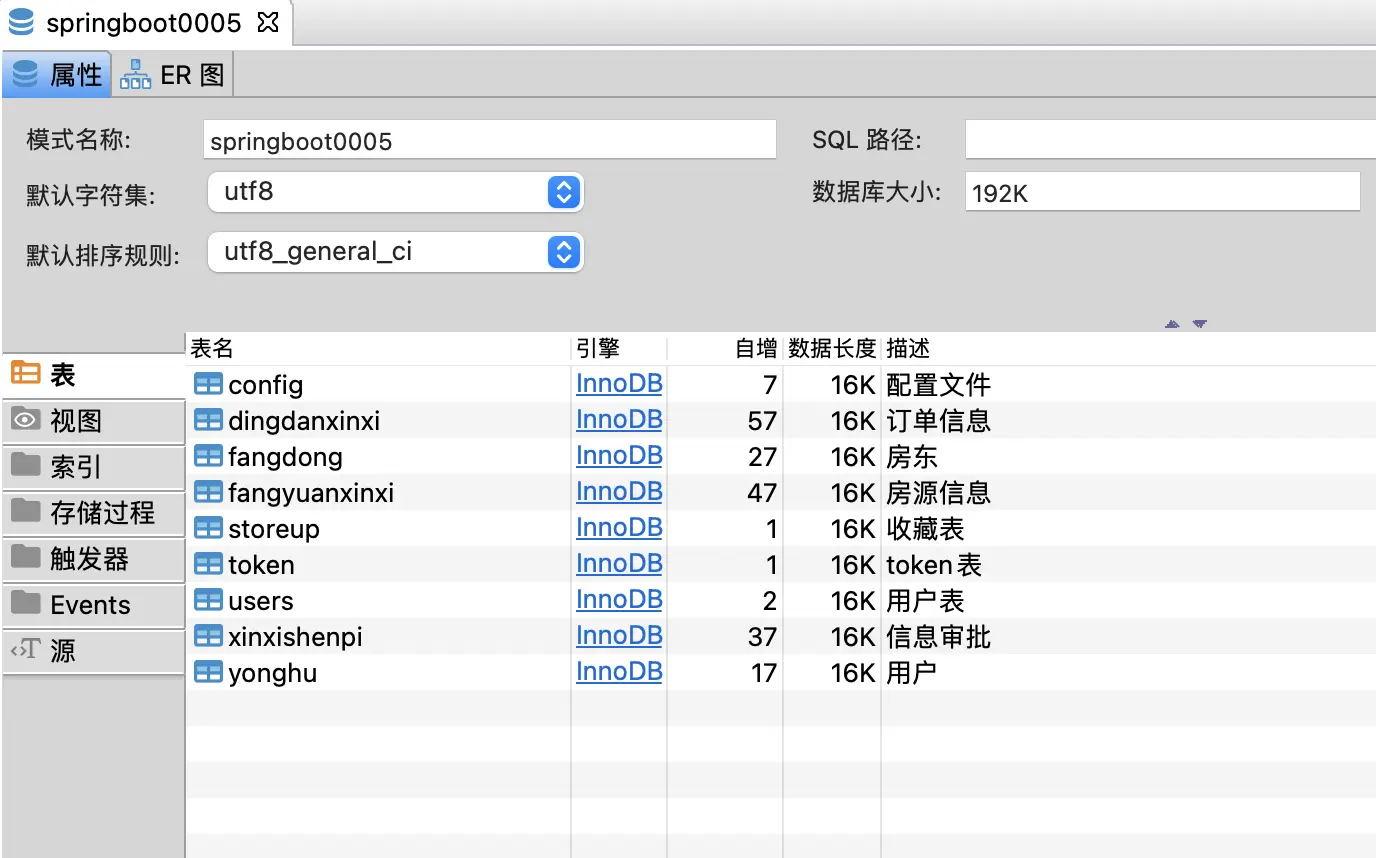 springboot0005
属性 ER 图
模式名称: springboot0005 SQL 路径:
默认字符集: utf8 数据库大小: 192K
默认排序规则: utf8_general_ci
表名 引擎 自增 数据长度 描述
表
视图
索引
存储过程
触发器
Events
源
config InnoDB 7 16K 配置文件
dingdanxinxi InnoDB 57 16K 订单信息
fangdong InnoDB 27 16K 房东
fangyuanxinxi InnoDB 47 16K 房源信息
storeup InnoDB 1 16K 收藏表
token InnoDB 1 16K token表
users InnoDB 2 16K 用户表
xinxishenpi InnoDB 37 16K 信息审批
yonghu InnoDB 17 16K 用户